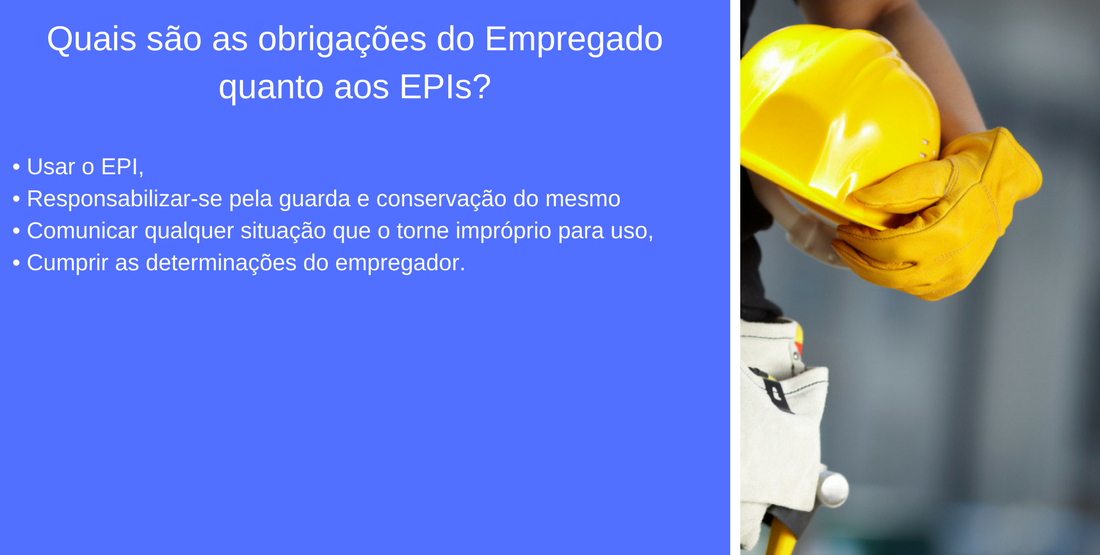 Quais são as obrigações do Empregado
quanto aos EPIs?
• Usar o EPI,
• Responsabilizar-se pela guarda e conservação do mesmo
• Comunicar qualquer situação que o torne impróprio para uso,
• Cumprir as determinações do empregador.